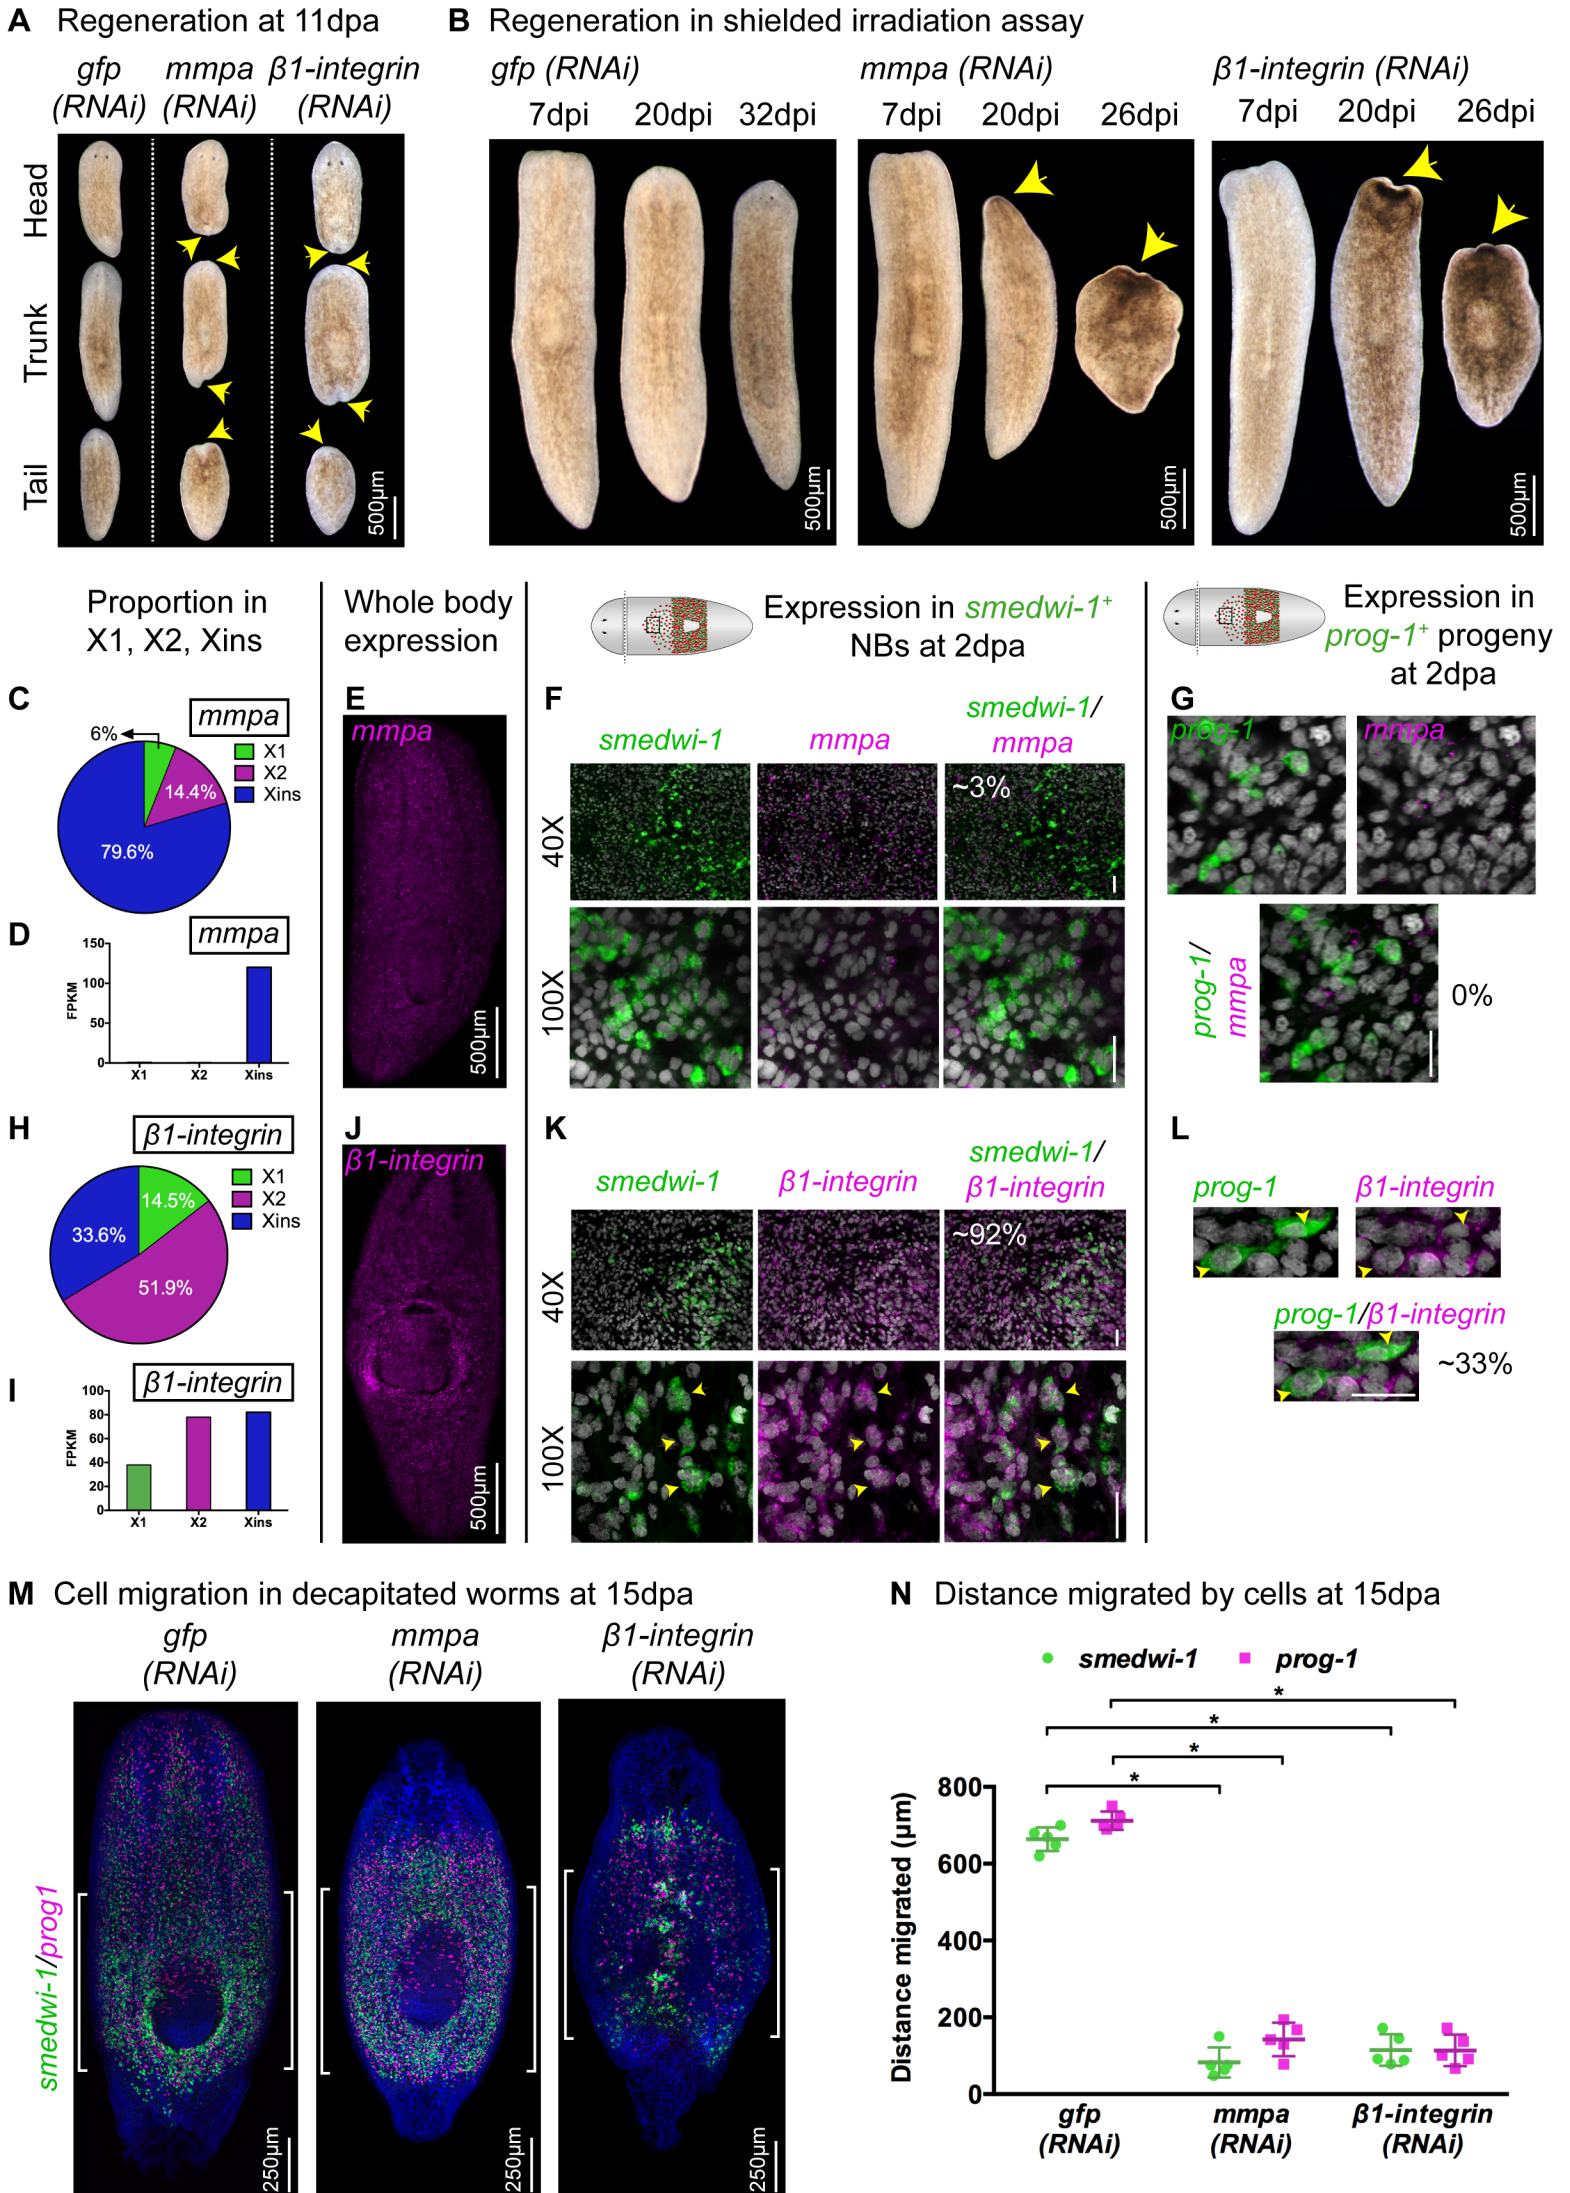 A Regeneration at 11dpa
gfp (RNAi)
mmpa (RNAi)
β1-integrin (RNAi)
Head
Trunk
Tail
500µm
B Regeneration in shielded irradiation assay
gfp (RNAi)
7dpi 20dpi 32dpi
500µm
mmpa (RNAi)
7dpi 20dpi 26dpi
500µm
β1-integrin (RNAi)
7dpi 20dpi 26dpi
500µm
Proportion in
X1, X2, Xins
Whole body
expression
Expression in smedwi-1+
NBs at 2dpa
Expression in
prog-1+ progeny
at 2dpa
C
mmpa
6%
14.4%
79.6%
X1
X2
Xins
D
mmpa
FPKM
150
100
50
0
X1 X2 Xins
E
mmpa
500µm
F
smedwi-1
mmpa
smedwi-1/
mmpa
40X
~3%
100X
G
prog-1
mmpa
prog-1/
mmpa
0%
H
β1-integrin
14.5%
33.6%
51.9%
X1
X2
Xins
I
β1-integrin
FPKM
100
80
60
40
20
0
X1 X2 Xins
J
β1-integrin
500µm
K
smedwi-1
β1-integrin
smedwi-1/
β1-integrin
40X
~92%
100X
L
prog-1
β1-integrin
prog-1/β1-integrin
~33%
M Cell migration in decapitated worms at 15dpa
gfp
(RNAi)
mmpa
(RNAi)
β1-integrin
(RNAi)
smedwi-1/prog1
250µm
250µm
250µm
N Distance migrated by cells at 15dpa
smedwi-1 prog-1
*
*
*
*
Distance migrated (µm)
800
600
400
200
0
gfp
(RNAi)
mmpa
(RNAi)
β1-integrin
(RNAi)